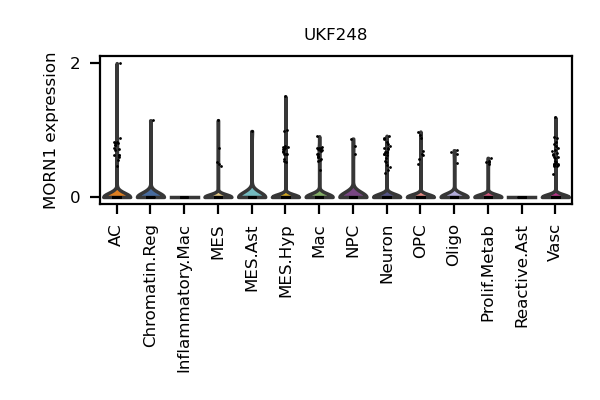 UKF248
MORN1 expression
2
0
AC
Chromatin.Reg
Inflammatory.Mac
MES
MES.Ast
MES.Hyp
Mac
NPC
Neuron
OPC
Oligo
Prolif.Metab
Reactive.Ast
Vasc